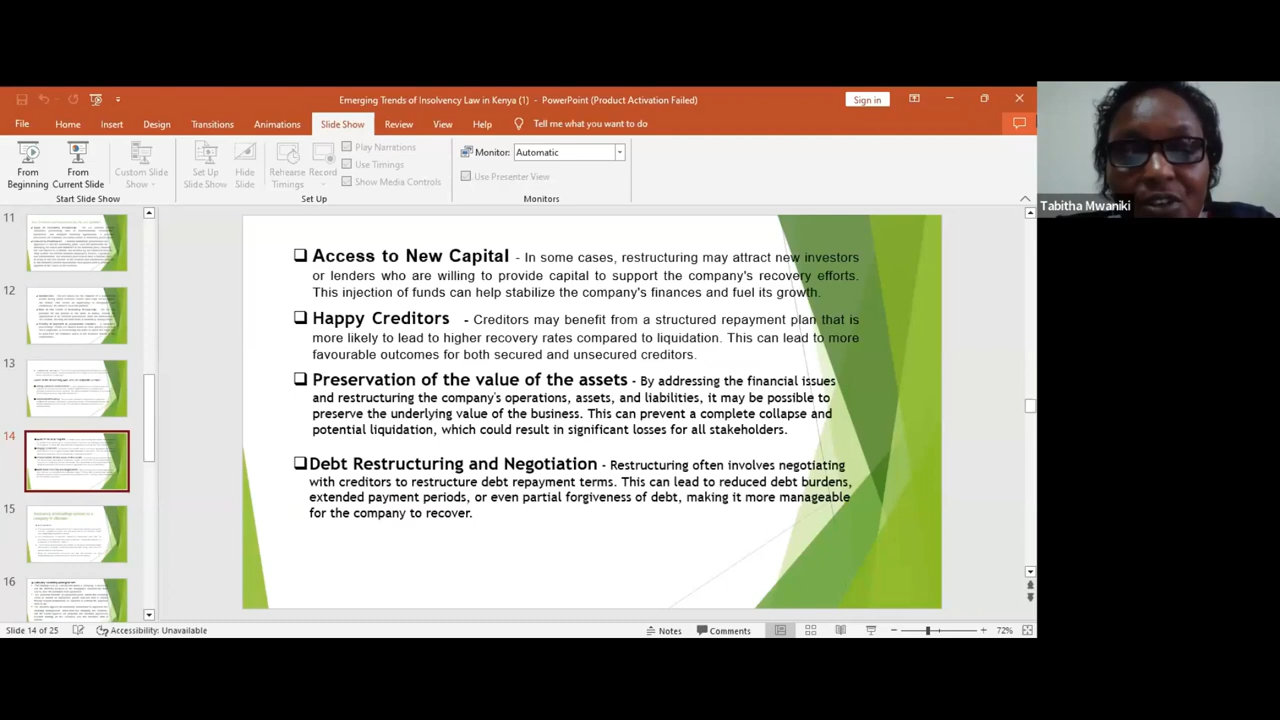 Emerging Trends of Insolvency Law in Kenya (1) - PowerPoint (Product Activation Failed)
Sign in
File Home Insert Design Transitions Animations Slide Show Review View Help Tell me what you want to do
From Beginning
From Current Slide
Custom Slide Show
Set Up Slide Show
Hide Slide
Rehearse Timings
Record
Play Narrations
Use Timings
Show Media Controls
Monitor: Automatic
Use Presenter View
Start Slide Show
Set Up
Monitors
Tabitha Mwaniki
11
12
13
14
15
16
Access to New Capital - In some cases, restructuring may attract new investors
or lenders who are willing to provide capital to support the company's recovery efforts.
This injection of funds can help stabilize the company's finances and fuel its growth.
Happy Creditors - Creditors may benefit from a structured recovery plan that is
more likely to lead to higher recovery rates compared to liquidation. This can lead to more
favourable outcomes for both secured and unsecured creditors.
Preservation of the value of the assets - By addressing financial issues
and restructuring the company's operations, assets, and liabilities, it may be possible to
preserve the underlying value of the business. This can prevent a complete collapse and
potential liquidation, which could result in significant losses for all stakeholders.
Debt Restructuring and Negotiation - Restructuring often involves negotiating
with creditors to restructure debt repayment terms. This can lead to reduced debt burdens,
extended payment periods, or even partial forgiveness of debt, making it more manageable
for the company to recover.
Slide 14 of 25
Accessibility: Unavailable
Notes
Comments
72%